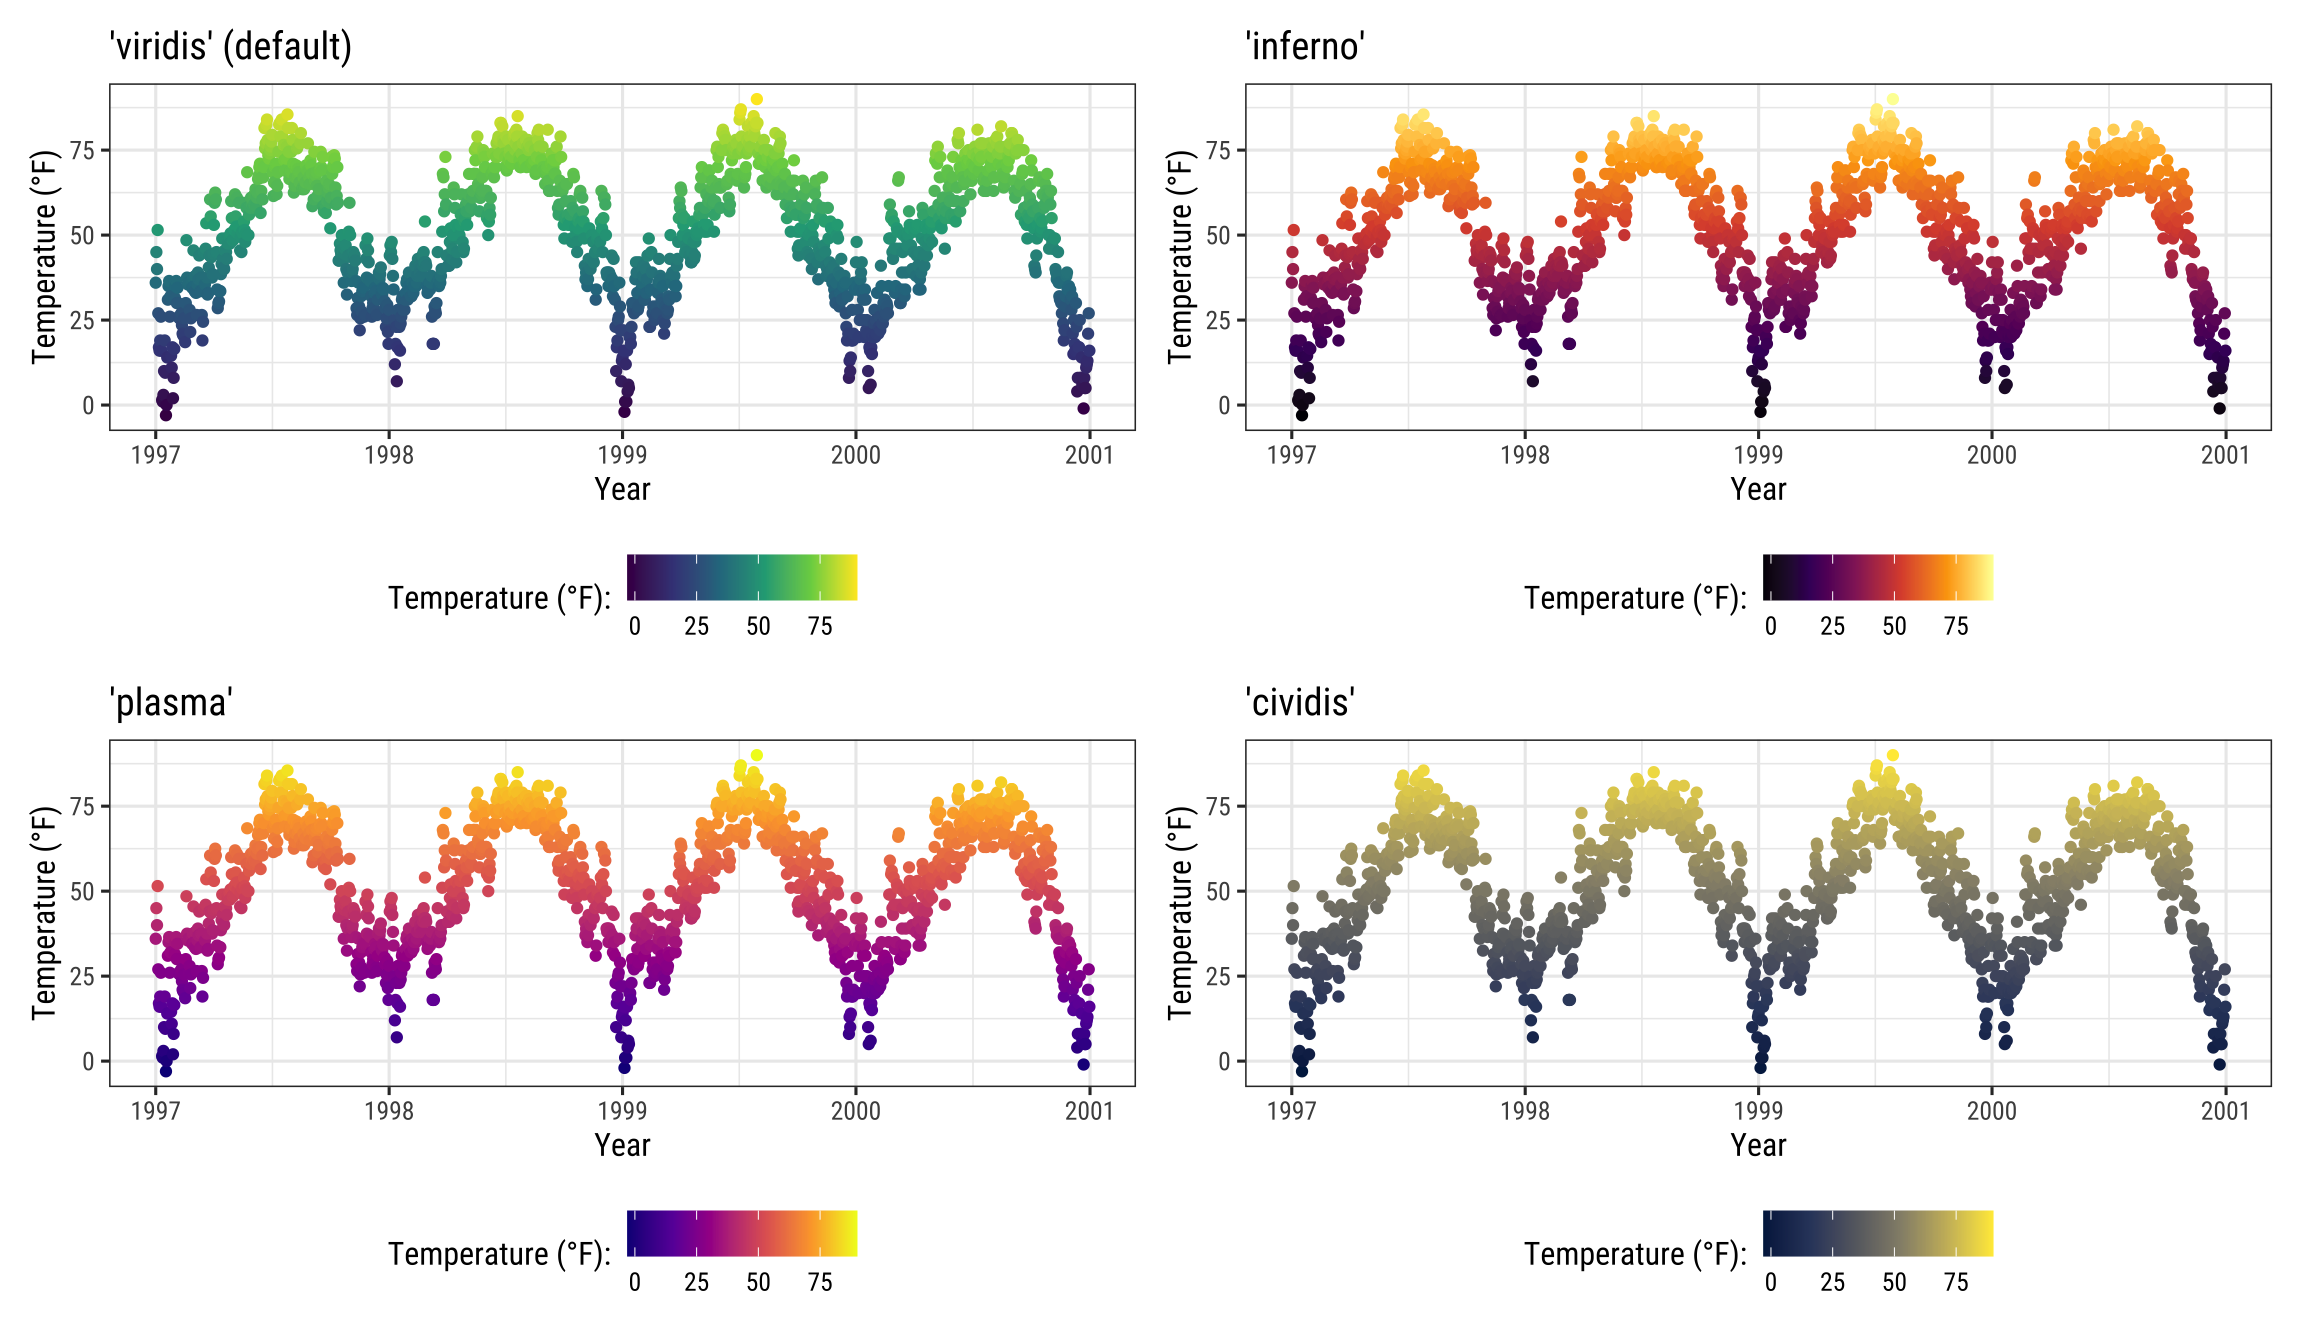 'viridis' (default)
Temperature (°F)
75
50
25
0
1997 1998 1999 2000 2001
Year
Temperature (°F):
0 25 50 75
'inferno'
Temperature (°F)
75
50
25
0
1997 1998 1999 2000 2001
Year
Temperature (°F):
0 25 50 75
'plasma'
Temperature (°F)
75
50
25
0
1997 1998 1999 2000 2001
Year
Temperature (°F):
0 25 50 75
'cividis'
Temperature (°F)
75
50
25
0
1997 1998 1999 2000 2001
Year
Temperature (°F):
0 25 50 75